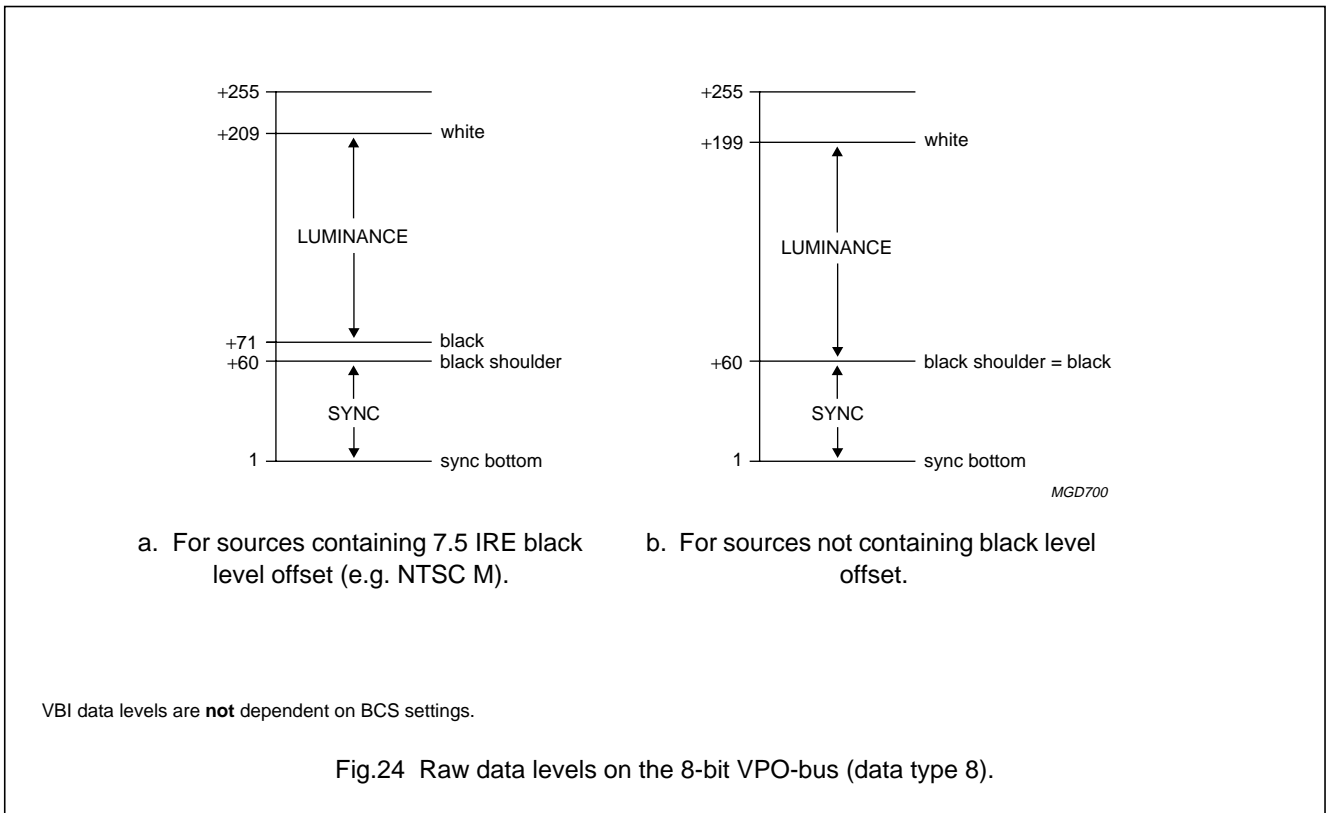 +255
+209
white
LUMINANCE
+71
black
+60
black shoulder
SYNC
1
sync bottom
+255
+199
white
LUMINANCE
+60
black shoulder = black
SYNC
1
sync bottom
MGD700
a. For sources containing 7.5 IRE black
level offset (e.g. NTSC M).
b. For sources not containing black level
offset.
VBI data levels are not dependent on BCS settings.
Fig.24 Raw data levels on the 8-bit VPO-bus (data type 8).